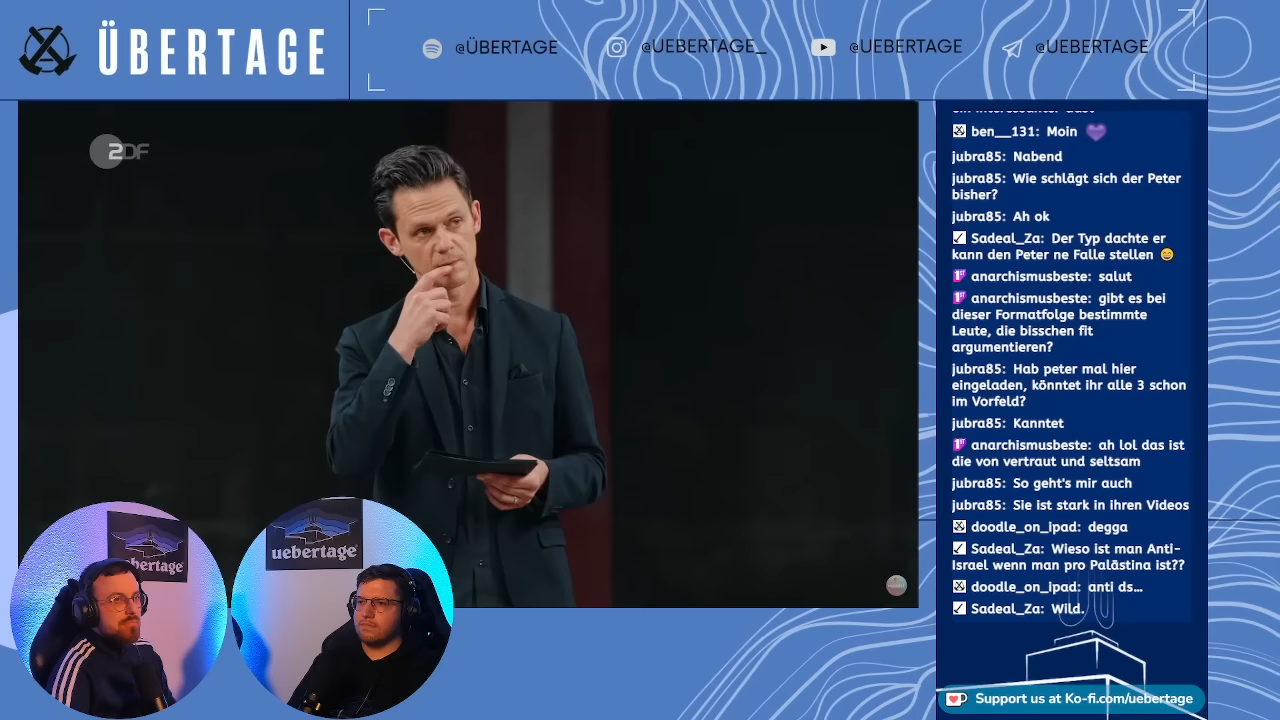 ÜBERTAGE
@ÜBERTAGE
@UEBERTAGE_
@UEBERTAGE
@UEBERTAGE
ZDF
ben__131: Moin
jubra85: Nabend
jubra85: Wie schlägt sich der Peter
bisher?
jubra85: Ah ok
Sadeal_Za: Der Typ dachte er
kann den Peter ne Falle stellen
anarchismusbeste: salut
anarchismusbeste: gibt es bei
dieser Formatfolge bestimmte
Leute, die bisschen fit
argumentieren?
jubra85: Hab peter mal hier
eingeladen, könntet ihr alle 3 schon
im Vorfeld?
jubra85: Kanntet
anarchismusbeste: ah lol das ist
die von vertraut und seltsam
jubra85: So geht's mir auch
jubra85: Sie ist stark in ihren Videos
doodle_on_ipad: degga
Sadeal_Za: Wieso ist man Anti-
Israel wenn man pro Palästina ist??
doodle_on_ipad: anti ds...
Sadeal_Za: Wild.
uebertage
uebertage
Support us at Ko-fi.com/uebertage